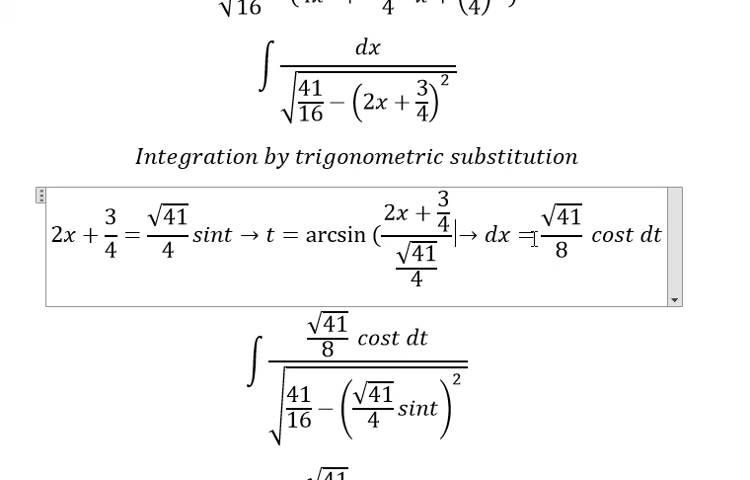 ∫ dx / √(41/16 − (2x + 3/4)²)
Integration by trigonometric substitution
2x + 3/4 = √41/4 sint → t = arcsin ((2x + 3/4)/(√41/4) → dx = √41/8 cost dt
∫ (√41/8 cost dt) / √(41/16 − (√41/4 sint)²)
√41